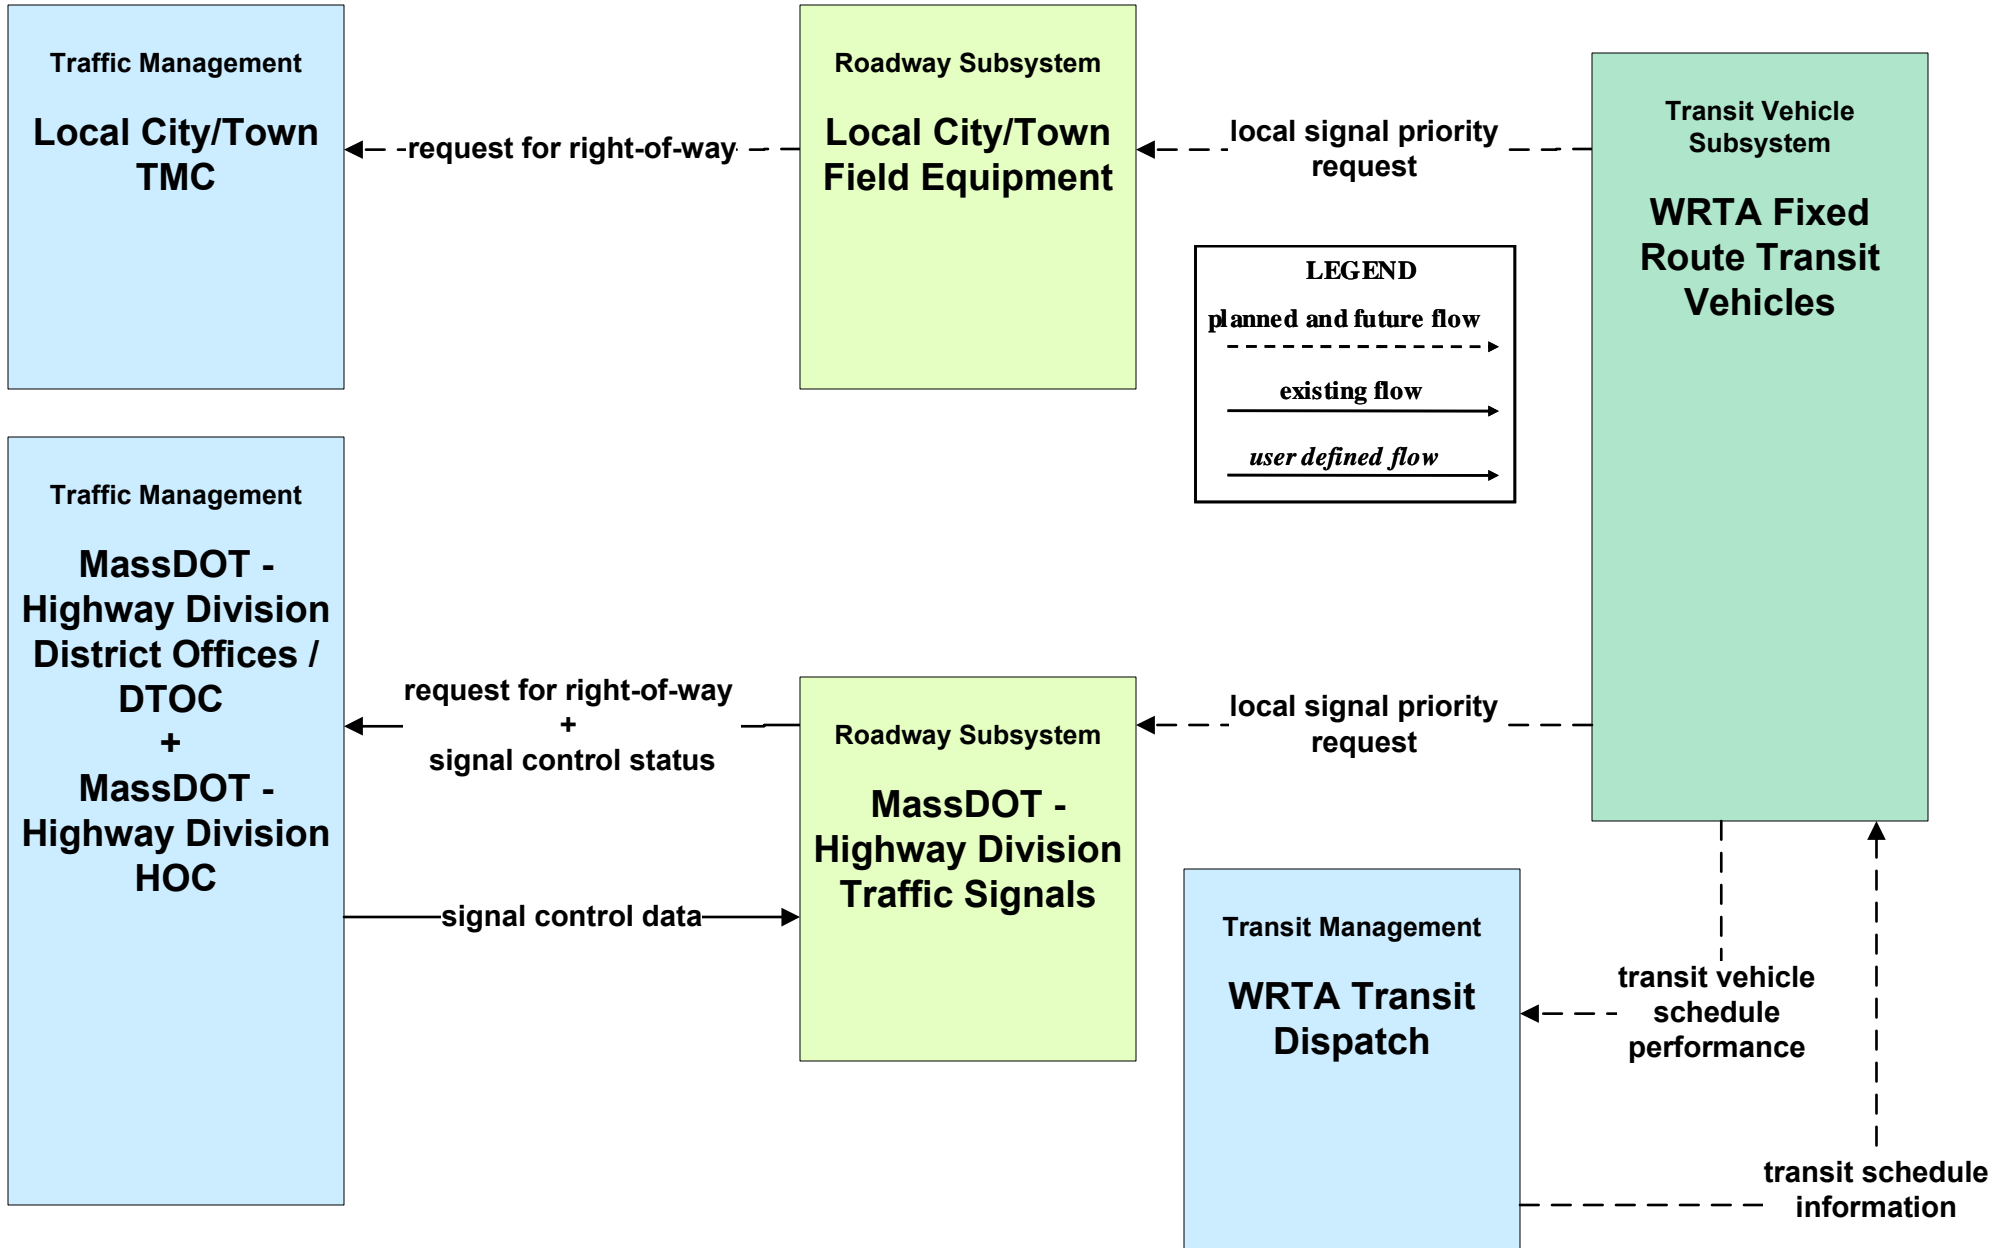 Traffic Management
Local City/Town
TMC
request for right-of-way
Roadway Subsystem
Local City/Town
Field Equipment
local signal priority
request
Transit Vehicle
Subsystem
WRTA Fixed
Route Transit
Vehicles
LEGEND
planned and future flow
existing flow
user defined flow
Traffic Management
MassDOT -
Highway Division
District Offices /
DTOC
+
MassDOT -
Highway Division
HOC
request for right-of-way
+
signal control status
signal control data
Roadway Subsystem
MassDOT -
Highway Division
Traffic Signals
local signal priority
request
Transit Management
WRTA Transit
Dispatch
transit vehicle
schedule
performance
transit schedule
information